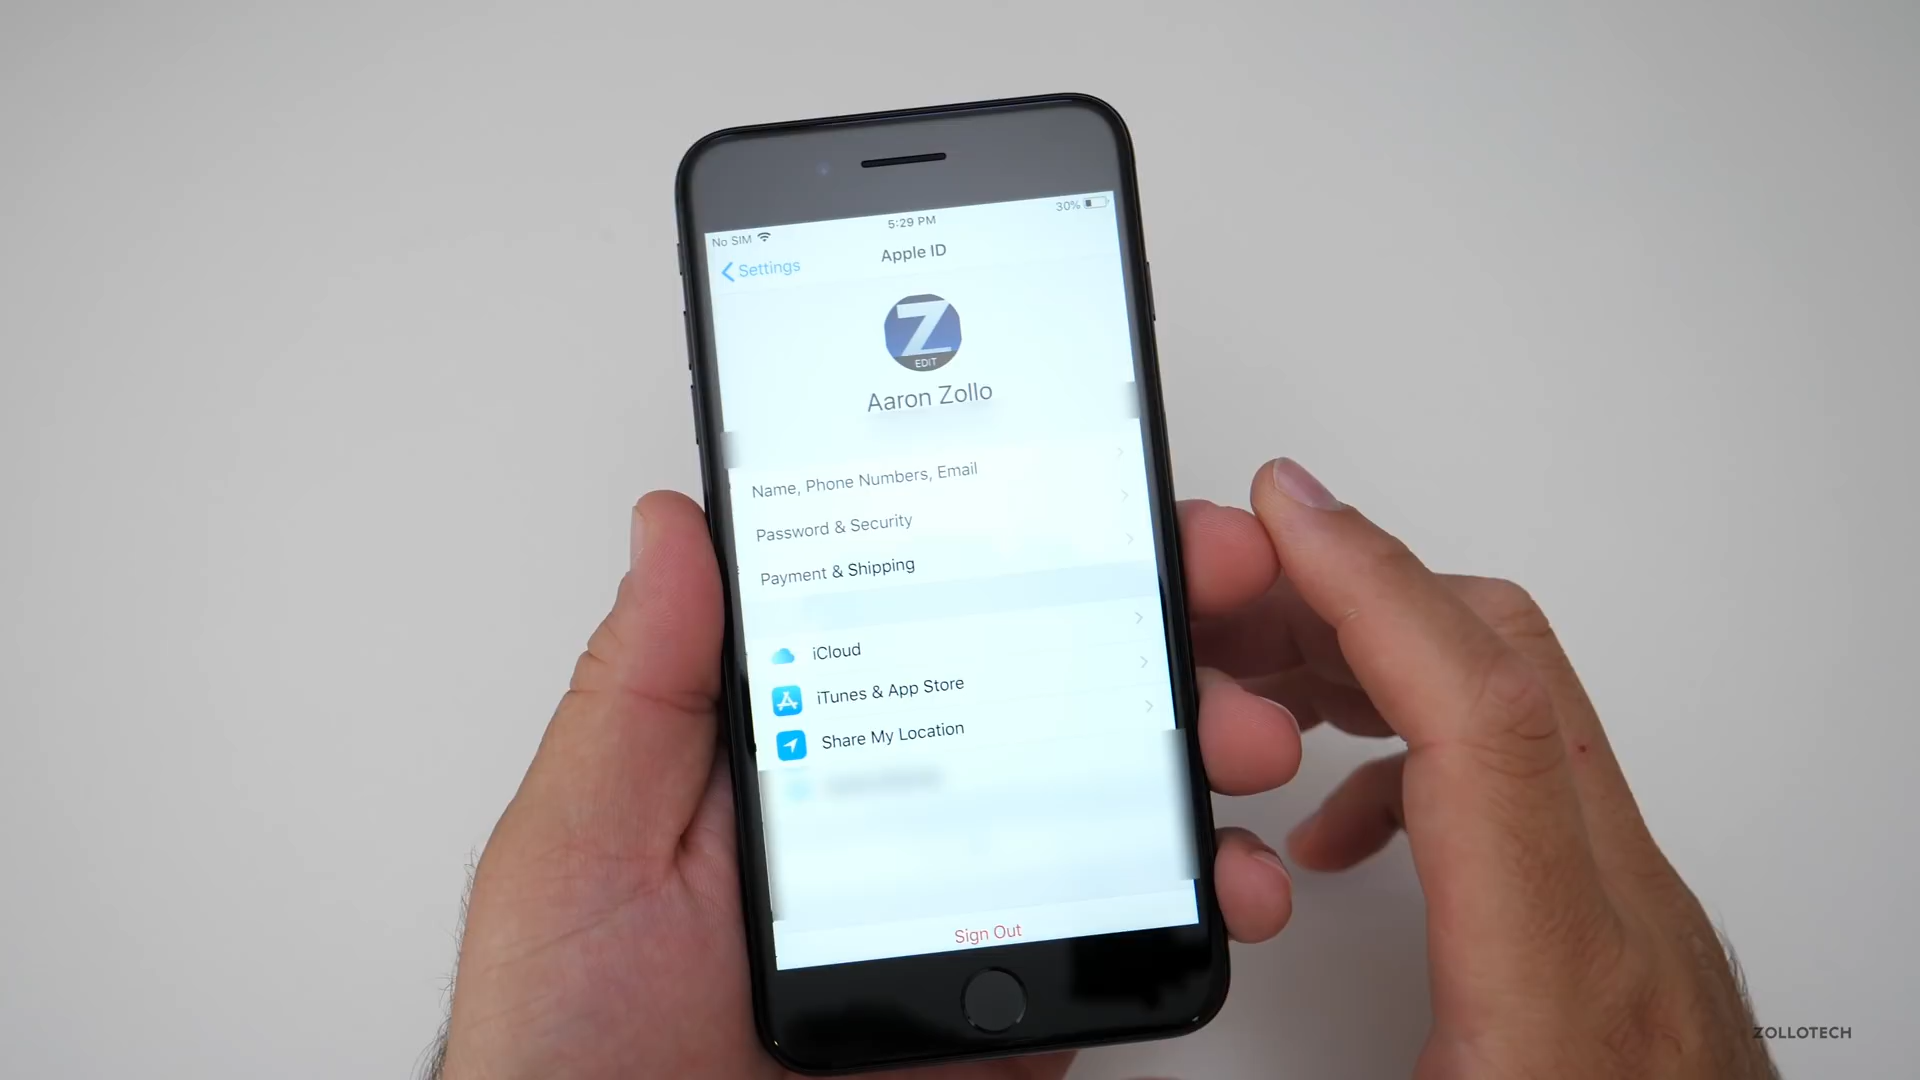 No SIM
5:29 PM
30%
Settings
Apple ID
Z
EDIT
Aaron Zollo
Name, Phone Numbers, Email
Password & Security
Payment & Shipping
iCloud
iTunes & App Store
Share My Location
Sign Out
ZOLLOTECH